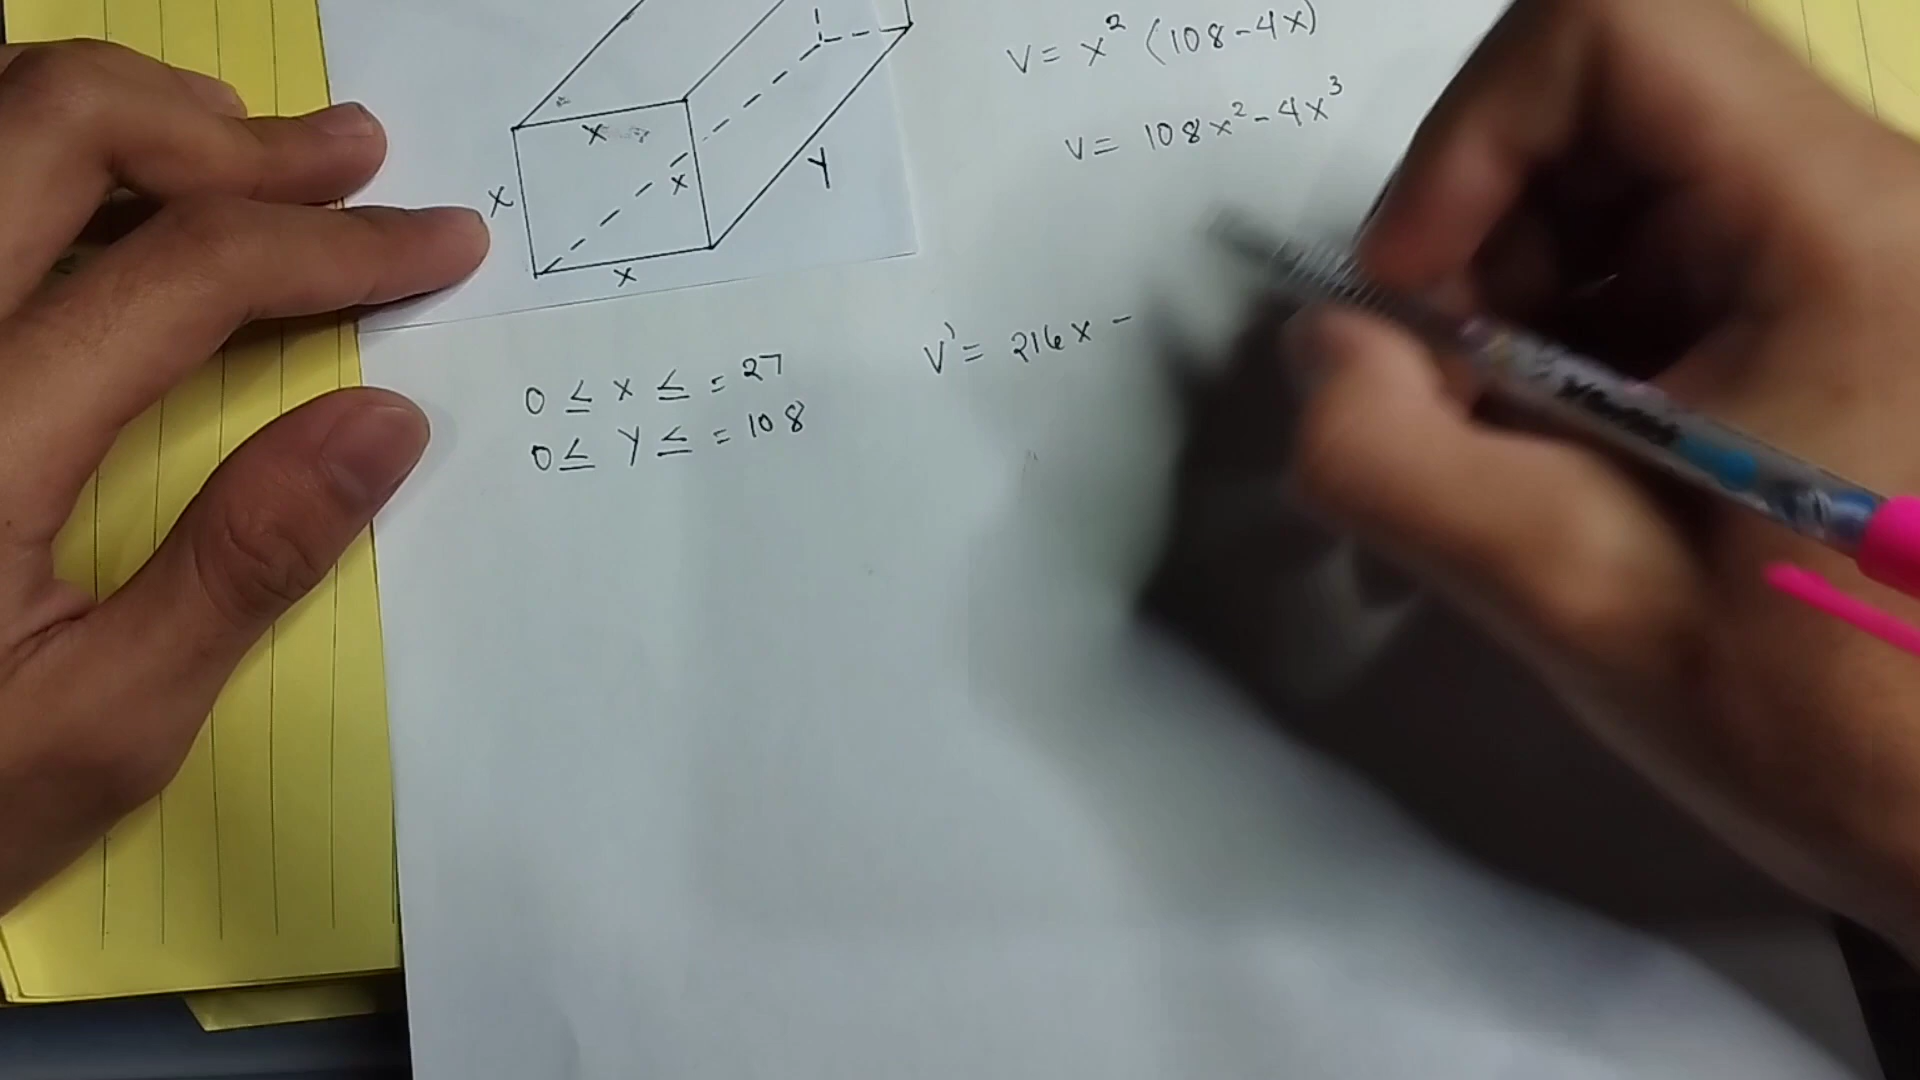 V = x² (108-4x)
V = 108x² - 4x³
x
x
x
y
x
0 ≤ x ≤ = 27
0 ≤ y ≤ = 108
V' = 216x -